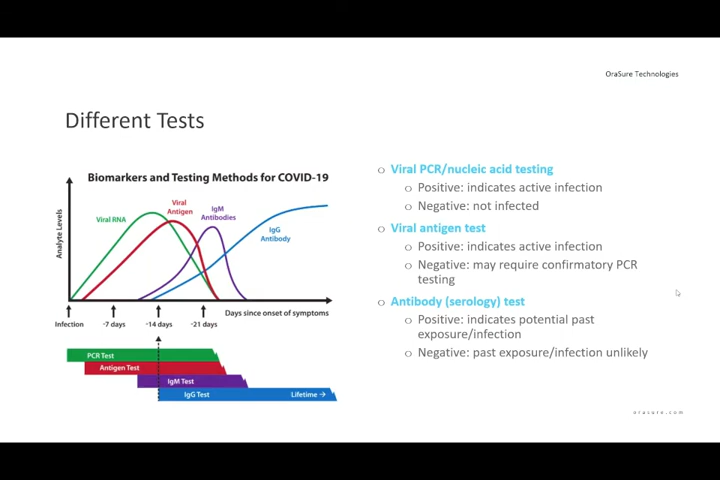 OraSure Technologies
Different Tests
Biomarkers and Testing Methods for COVID-19
Analyte Levels
Viral RNA
Viral
Antigen
IgM
Antibodies
IgG
Antibody
Days since onset of symptoms
Infection
-7 days
-14 days
-21 days
PCR Test
Antigen Test
IgM Test
IgG Test
Lifetime →
o Viral PCR/nucleic acid testing
o Positive: indicates active infection
o Negative: not infected
o Viral antigen test
o Positive: indicates active infection
o Negative: may require confirmatory PCR
testing
o Antibody (serology) test
o Positive: indicates potential past
exposure/infection
o Negative: past exposure/infection unlikely
orasure.com